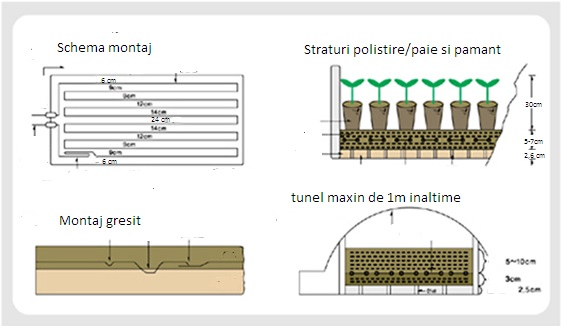 Schema montaj
6 cm
9cm
9cm
12cm
14cm
24 cm
14cm
12cm
9cm
9cm
6 cm
Straturi polistire/paie si pamant
30cm
5-7cm
2,6 cm
Montaj gresit
tunel maxin de 1m inaltime
5~10cm
3cm
2,5cm